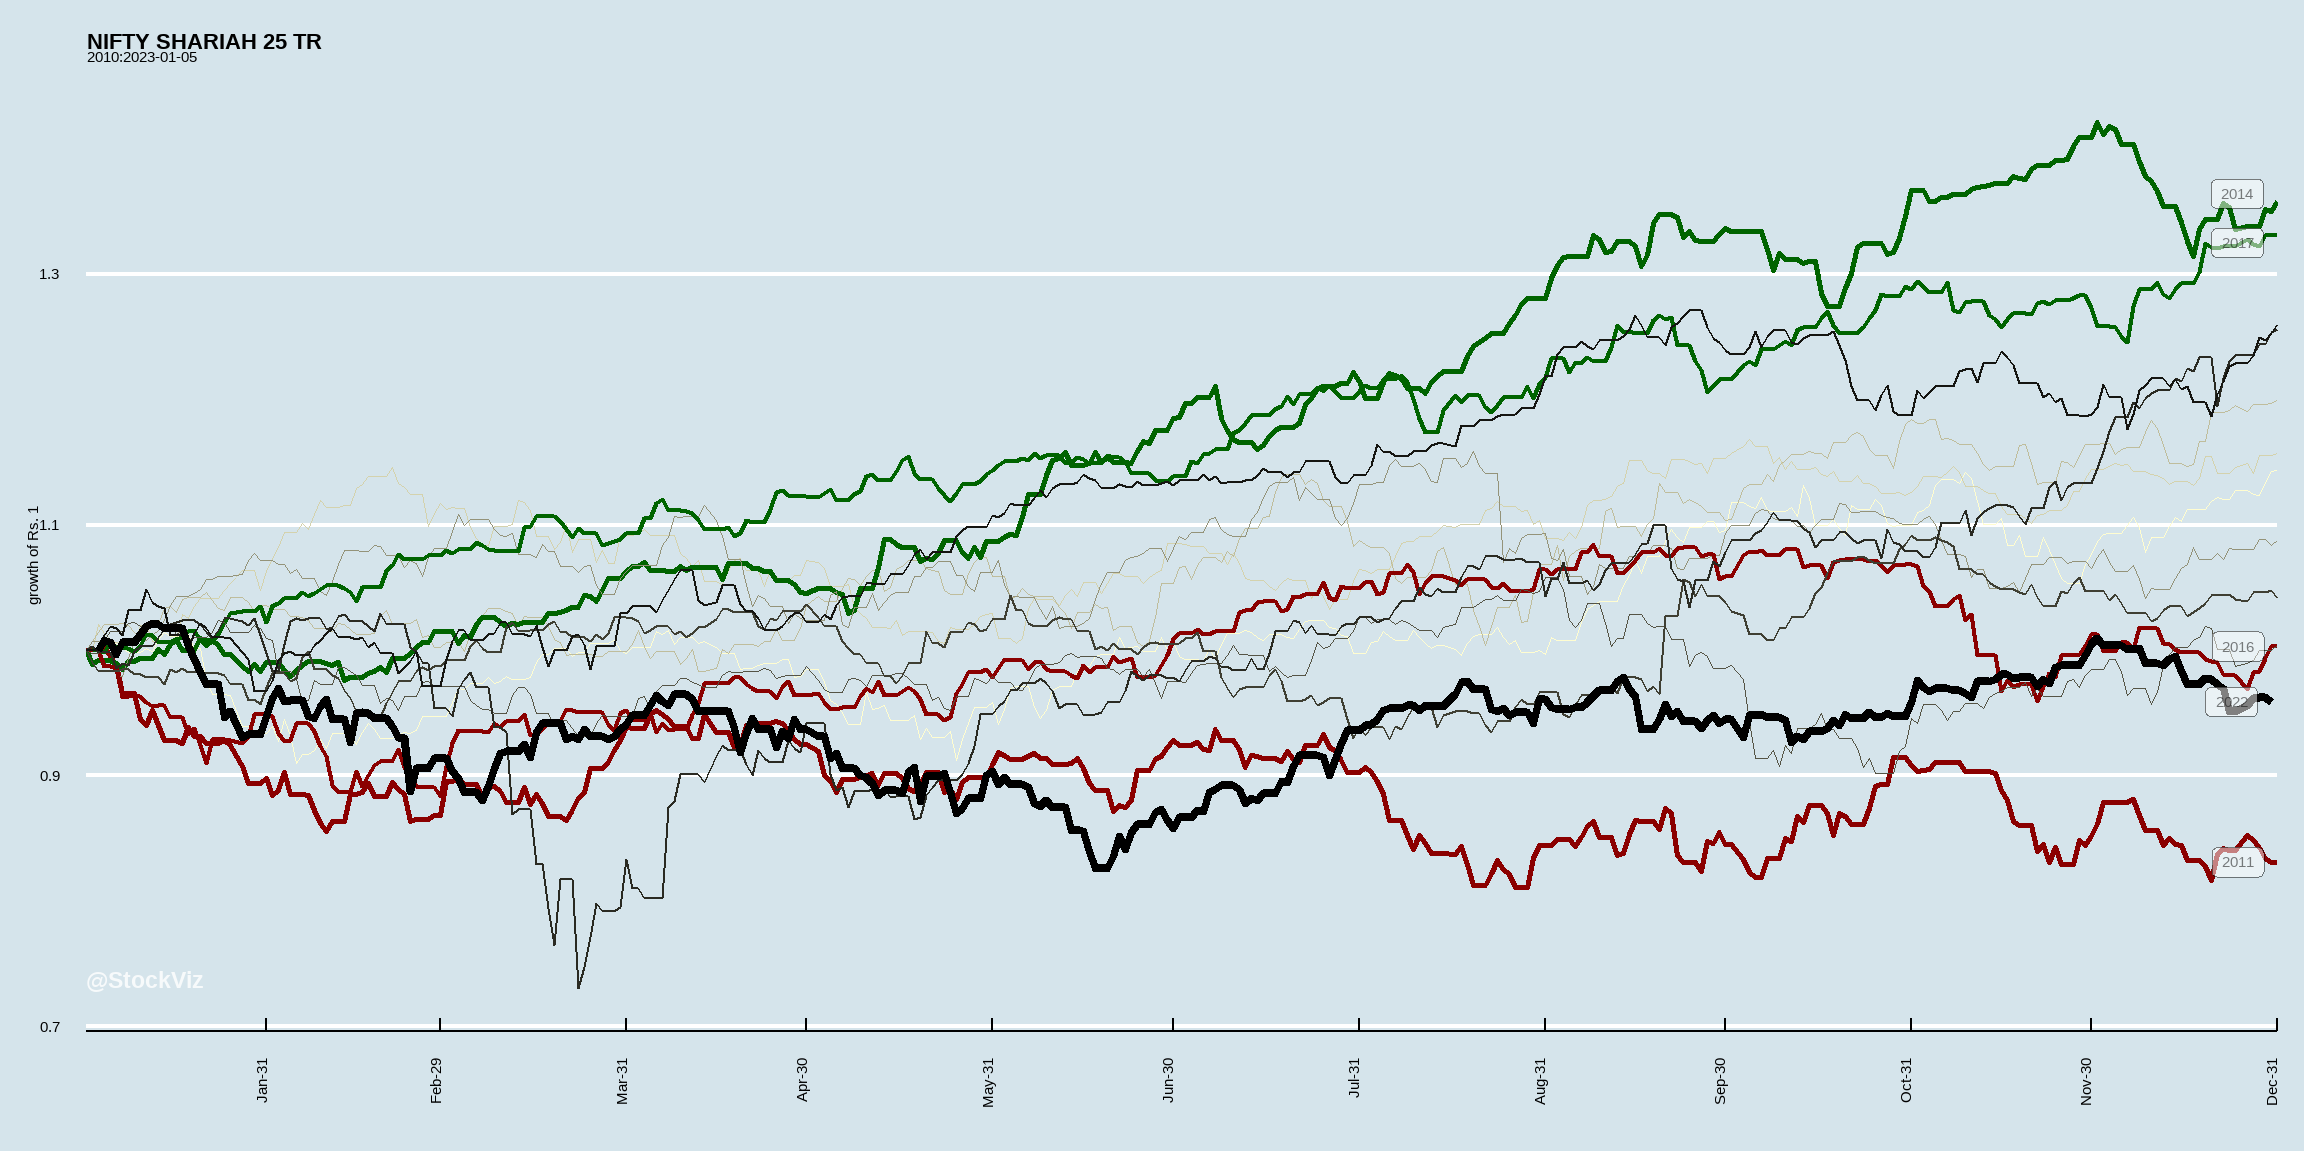 NIFTY SHARIAH 25 TR
2010:2023-01-05
growth of Rs. 1
1.3
1.1
0.9
0.7
2014
2017
2016
2022
2011
@StockViz
Jan-31
Feb-29
Mar-31
Apr-30
May-31
Jun-30
Jul-31
Aug-31
Sep-30
Oct-31
Nov-30
Dec-31